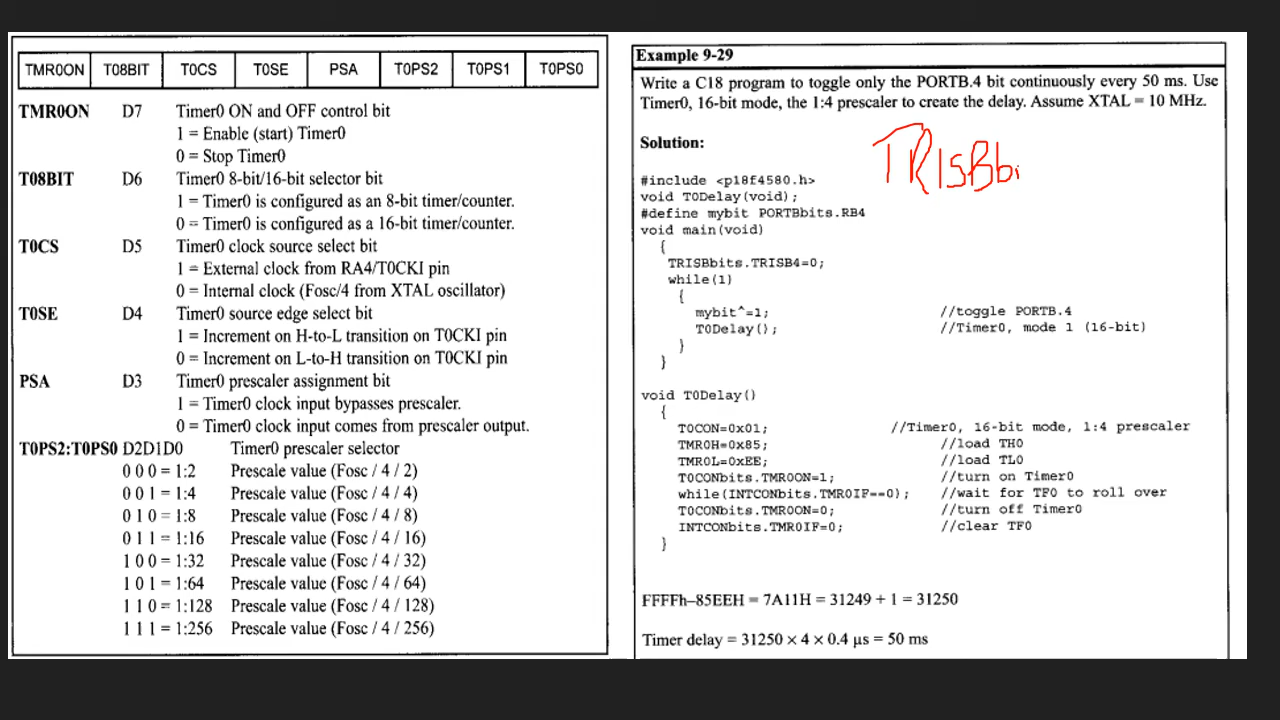 TMR0ON T08BIT T0CS T0SE PSA T0PS2 T0PS1 T0PS0
TMR0ON D7 Timer0 ON and OFF control bit
1 = Enable (start) Timer0
0 = Stop Timer0
T08BIT D6 Timer0 8-bit/16-bit selector bit
1 = Timer0 is configured as an 8-bit timer/counter.
0 = Timer0 is configured as a 16-bit timer/counter.
T0CS D5 Timer0 clock source select bit
1 = External clock from RA4/T0CKI pin
0 = Internal clock (Fosc/4 from XTAL oscillator)
T0SE D4 Timer0 source edge select bit
1 = Increment on H-to-L transition on T0CKI pin
0 = Increment on L-to-H transition on T0CKI pin
PSA D3 Timer0 prescaler assignment bit
1 = Timer0 clock input bypasses prescaler.
0 = Timer0 clock input comes from prescaler output.
T0PS2:T0PS0 D2D1D0 Timer0 prescaler selector
0 0 0 = 1:2 Prescale value (Fosc / 4 / 2)
0 0 1 = 1:4 Prescale value (Fosc / 4 / 4)
0 1 0 = 1:8 Prescale value (Fosc / 4 / 8)
0 1 1 = 1:16 Prescale value (Fosc / 4 / 16)
1 0 0 = 1:32 Prescale value (Fosc / 4 / 32)
1 0 1 = 1:64 Prescale value (Fosc / 4 / 64)
1 1 0 = 1:128 Prescale value (Fosc / 4 / 128)
1 1 1 = 1:256 Prescale value (Fosc / 4 / 256)
Example 9-29
Write a C18 program to toggle only the PORTB.4 bit continuously every 50 ms. Use
Timer0, 16-bit mode, the 1:4 prescaler to create the delay. Assume XTAL = 10 MHz.
Solution:
TRISBbi
#include <p18f4580.h>
void T0Delay(void);
#define mybit PORTBbits.RB4
void main(void)
{
TRISBbits.TRISB4=0;
while(1)
{
mybit^=1; //toggle PORTB.4
T0Delay(); //Timer0, mode 1 (16-bit)
}
}
void T0Delay()
{
T0CON=0x01; //Timer0, 16-bit mode, 1:4 prescaler
TMR0H=0x85; //load TH0
TMR0L=0xEE; //load TL0
T0CONbits.TMR0ON=1; //turn on Timer0
while(INTCONbits.TMR0IF==0); //wait for TF0 to roll over
T0CONbits.TMR0ON=0; //turn off Timer0
INTCONbits.TMR0IF=0; //clear TF0
}
FFFFh–85EEH = 7A11H = 31249 + 1 = 31250
Timer delay = 31250 × 4 × 0.4 µs = 50 ms